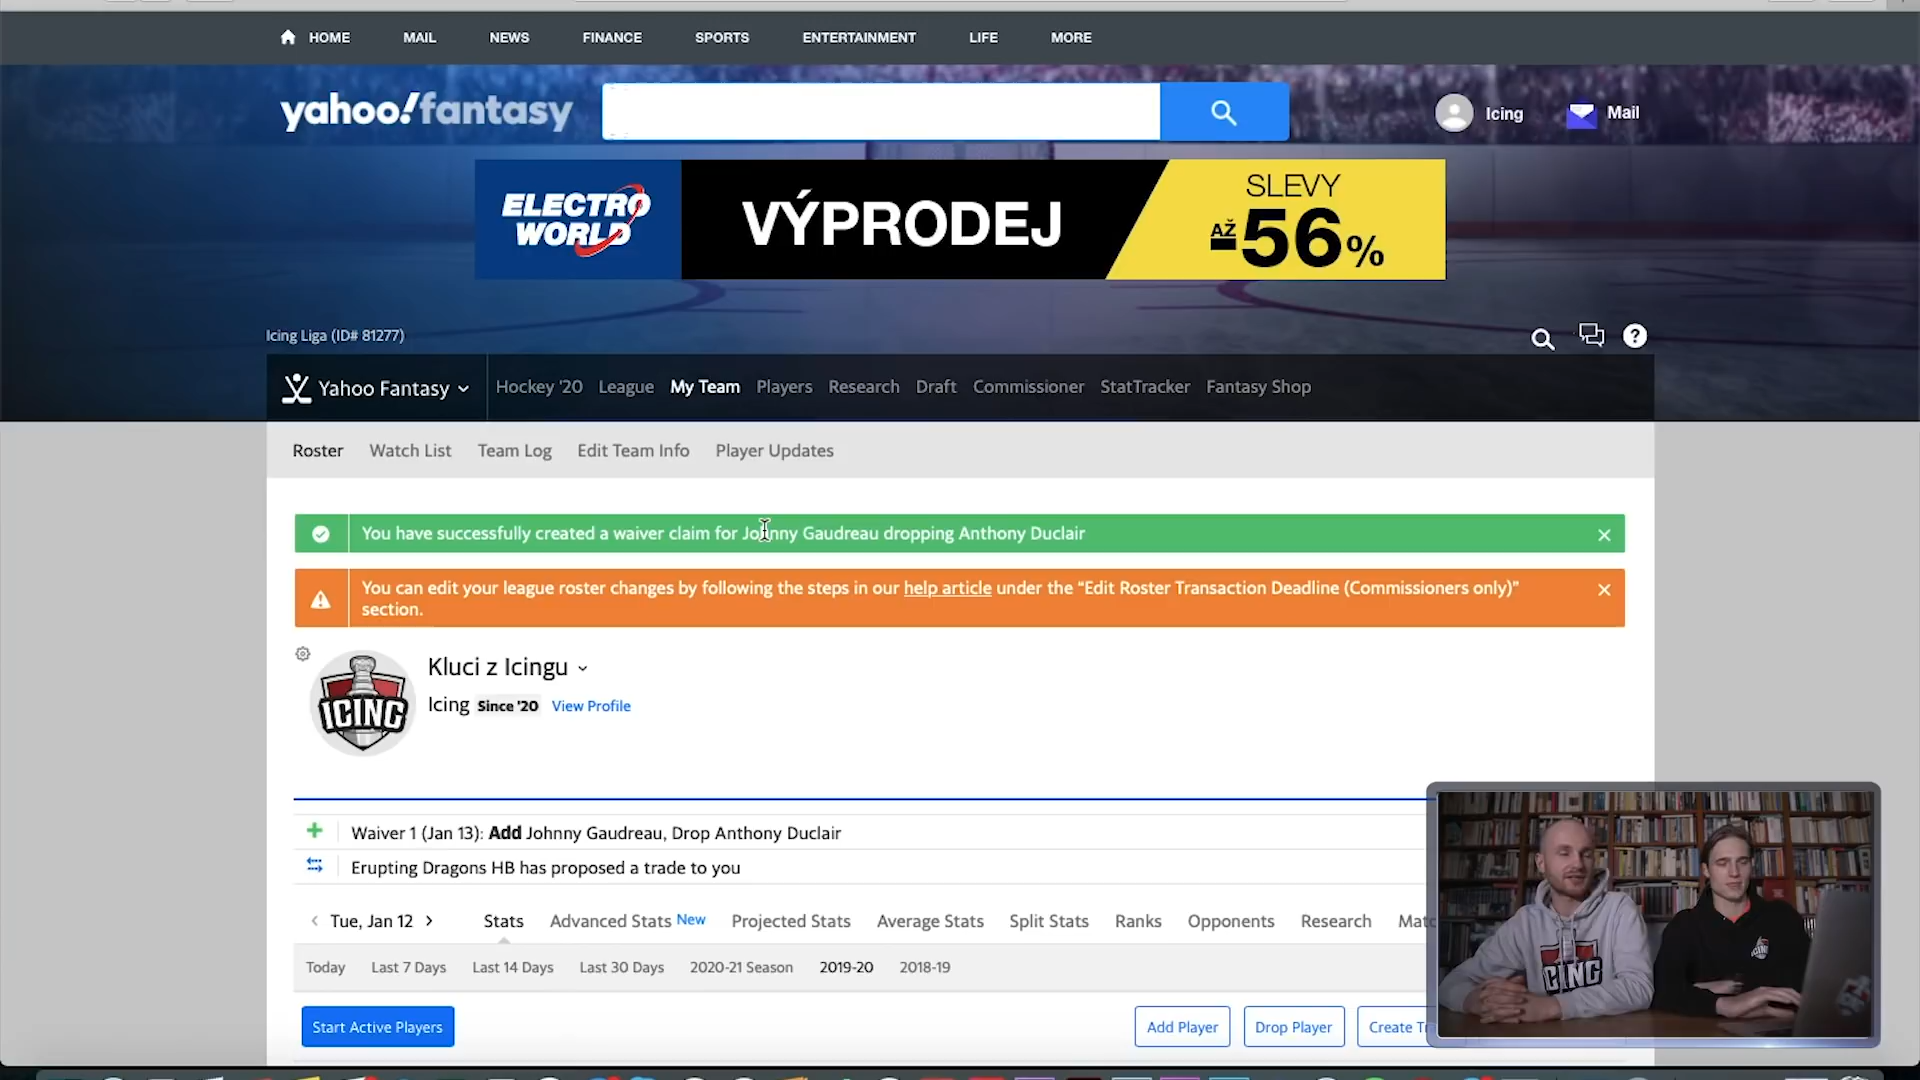 HOME MAIL NEWS FINANCE SPORTS ENTERTAINMENT LIFE MORE
yahoo!fantasy
Icing
Mail
ELECTRO WORLD
VÝPRODEJ
SLEVY
AŽ 56%
Icing Liga (ID# 81277)
Yahoo Fantasy Hockey '20 League My Team Players Research Draft Commissioner StatTracker Fantasy Shop
Roster Watch List Team Log Edit Team Info Player Updates
You have successfully created a waiver claim for Johnny Gaudreau dropping Anthony Duclair
You can edit your league roster changes by following the steps in our help article under the “Edit Roster Transaction Deadline (Commissioners only)”
section.
ICING
Kluci z Icingu
Icing Since '20 View Profile
Waiver 1 (Jan 13): Add Johnny Gaudreau, Drop Anthony Duclair
Erupting Dragons HB has proposed a trade to you
Tue, Jan 12 Stats Advanced Stats New Projected Stats Average Stats Split Stats Ranks Opponents Research
Today Last 7 Days Last 14 Days Last 30 Days 2020-21 Season 2019-20 2018-19
Start Active Players Add Player Drop Player Create
ICING